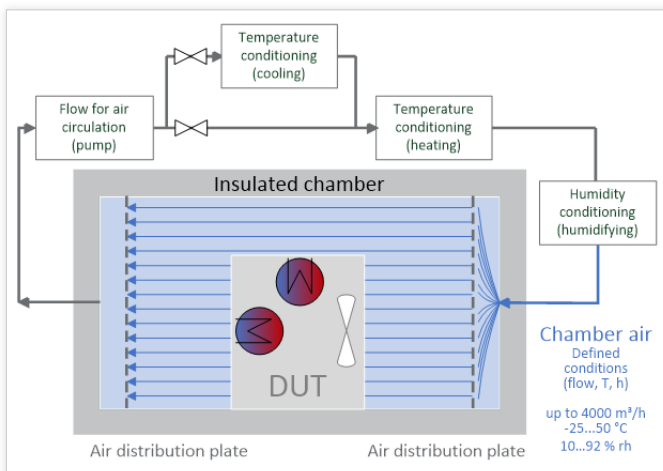 Temperature
conditioning
(cooling)
Flow for air
circulation
(pump)
Temperature
conditioning
(heating)
Insulated chamber
Humidity
conditioning
(humidifying)
DUT
Chamber air
Defined
conditions
(flow, T, h)
up to 4000 m³/h
-25...50 °C
10...92 % rh
Air distribution plate
Air distribution plate